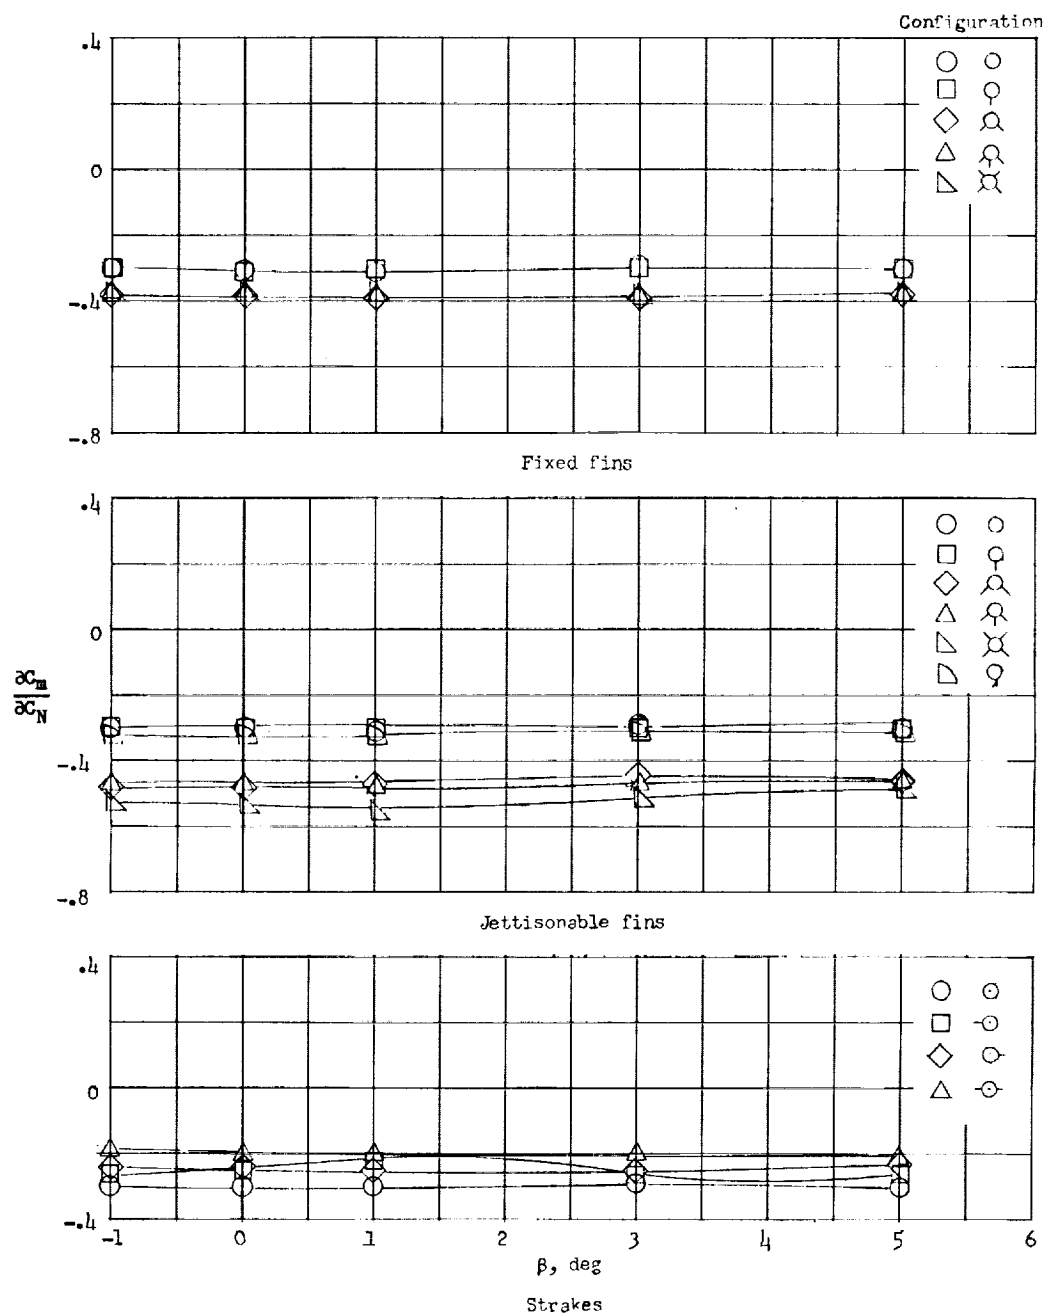 Configuration
.4
0
-.4
-.8
Fixed fins
.4
0
∂C_m
∂C_N
-.4
-.8
Jettisonable fins
.4
0
-.4
-1 0 1 2 3 4 5 6
β, deg
Strakes